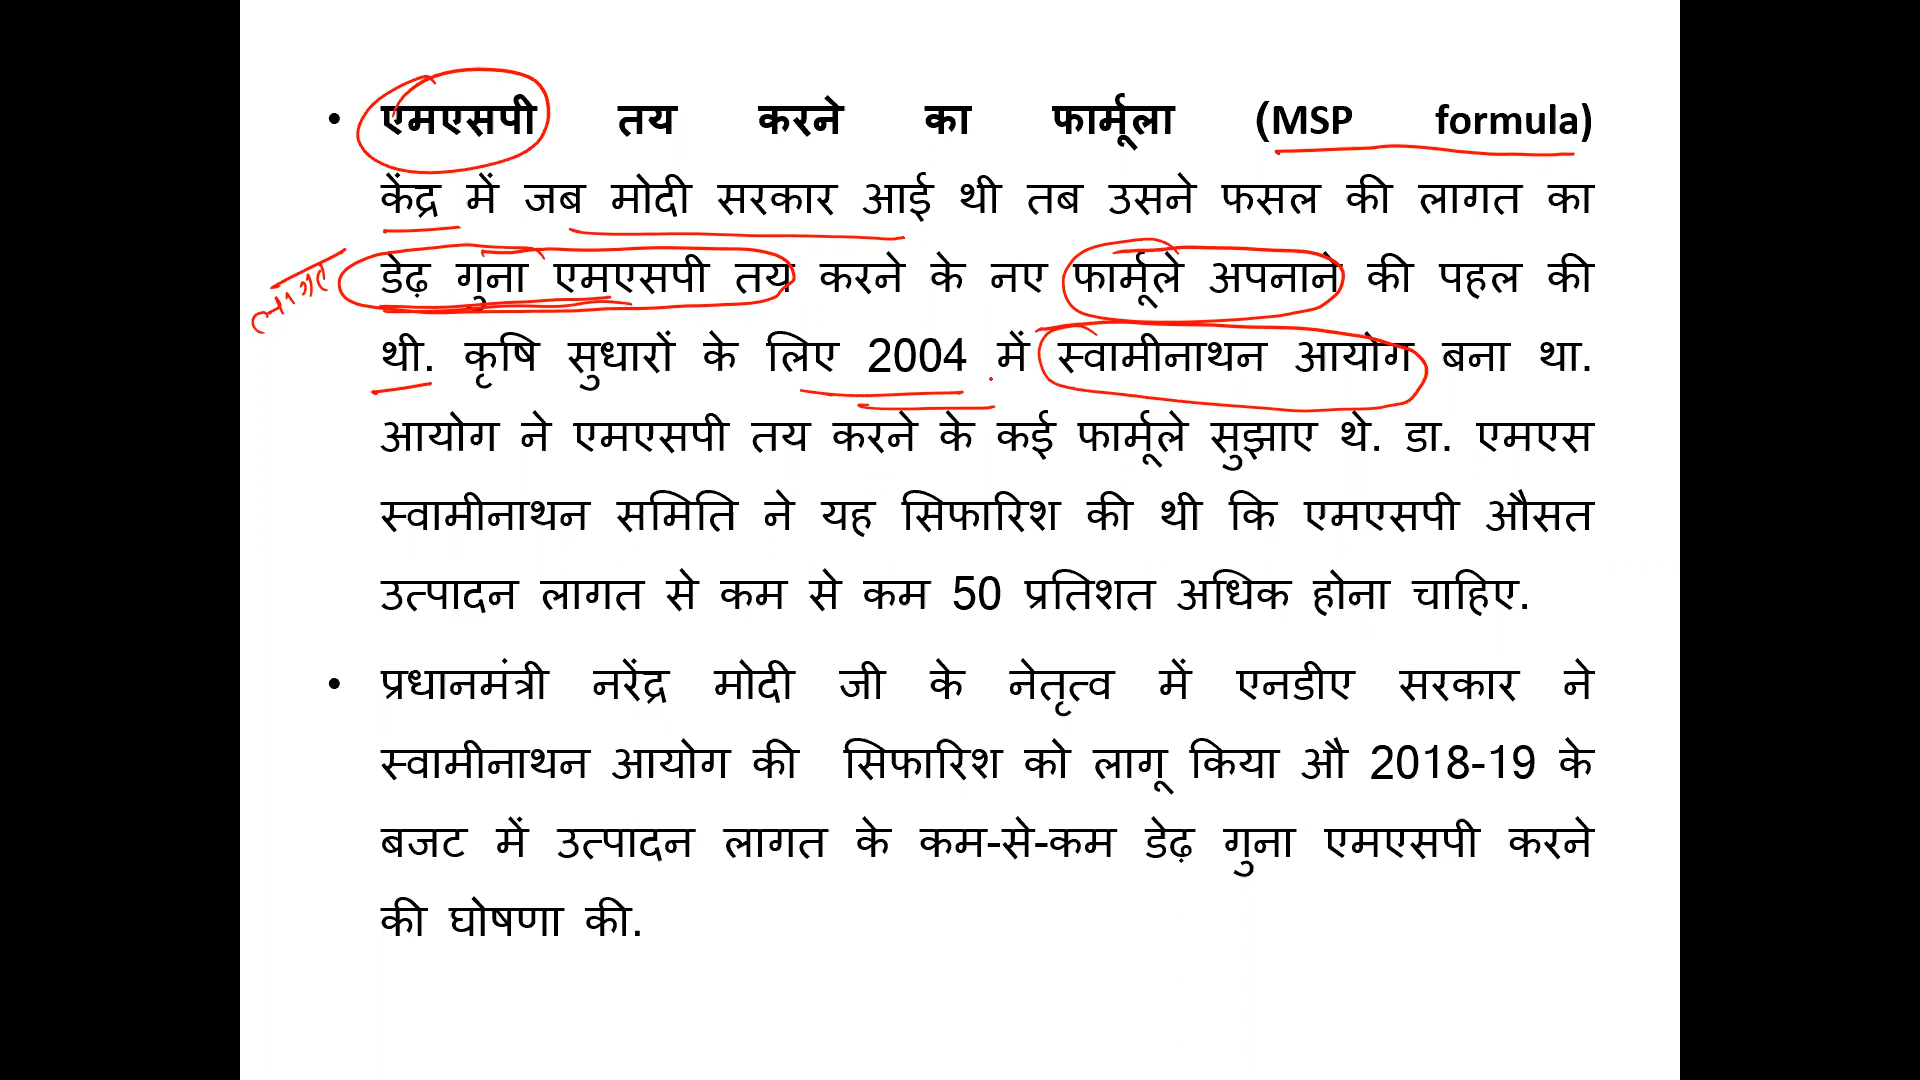 • एमएसपी तय करने का फार्मूला (MSP formula)
केंद्र में जब मोदी सरकार आई थी तब उसने फसल की लागत का
डेढ़ गुना एमएसपी तय करने के नए फार्मूले अपनाने की पहल की
लागत
थी. कृषि सुधारों के लिए 2004 में स्वामीनाथन आयोग बना था.
आयोग ने एमएसपी तय करने के कई फार्मूले सुझाए थे. डा. एमएस
स्वामीनाथन समिति ने यह सिफारिश की थी कि एमएसपी औसत
उत्पादन लागत से कम से कम 50 प्रतिशत अधिक होना चाहिए.
• प्रधानमंत्री नरेंद्र मोदी जी के नेतृत्व में एनडीए सरकार ने
स्वामीनाथन आयोग की सिफारिश को लागू किया औ 2018-19 के
बजट में उत्पादन लागत के कम-से-कम डेढ़ गुना एमएसपी करने
की घोषणा की.